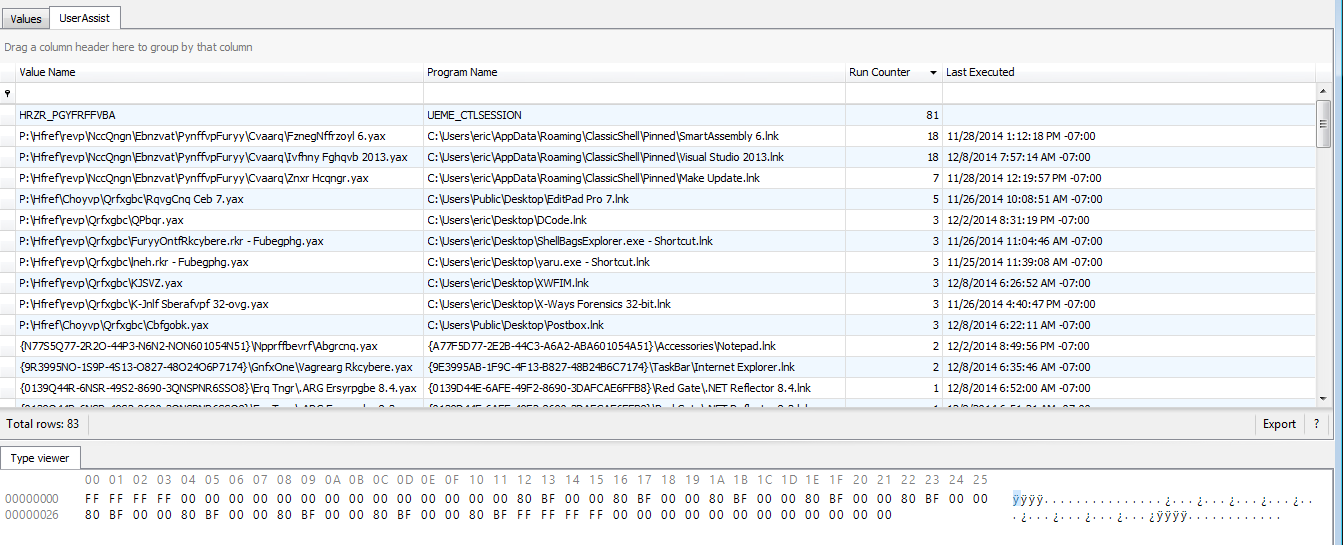 Values UserAssist
Drag a column header here to group by that column
Value Name Program Name Run Counter Last Executed
HRZR_PGYFRFFVBA UEME_CTLSESSION 81
P:\Hfref\revp\NccQngn\Ebnzvat\PynffvpFuryy\Cvaarq\FznegNffrzoyl 6.yax C:\Users\eric\AppData\Roaming\ClassicShell\Pinned\SmartAssembly 6.lnk 18 11/28/2014 1:12:18 PM -07:00
P:\Hfref\revp\NccQngn\Ebnzvat\PynffvpFuryy\Cvaarq\Ivfhny Fghqvb 2013.yax C:\Users\eric\AppData\Roaming\ClassicShell\Pinned\Visual Studio 2013.lnk 18 12/8/2014 7:57:14 AM -07:00
P:\Hfref\revp\NccQngn\Ebnzvat\PynffvpFuryy\Cvaarq\Znxr Hcqngr.yax C:\Users\eric\AppData\Roaming\ClassicShell\Pinned\Make Update.lnk 7 11/28/2014 12:19:57 PM -07:00
P:\Hfref\Choyvp\Qrfxgbc\RqvgCnq Ceb 7.yax C:\Users\Public\Desktop\EditPad Pro 7.lnk 5 11/26/2014 10:08:51 AM -07:00
P:\Hfref\revp\Qrfxgbc\QPbqr.yax C:\Users\eric\Desktop\DCode.lnk 3 12/2/2014 8:31:19 PM -07:00
P:\Hfref\revp\Qrfxgbc\FuryyOntfRkcybere.rkr - Fubegphg.yax C:\Users\eric\Desktop\ShellBagsExplorer.exe - Shortcut.lnk 3 11/26/2014 11:04:46 AM -07:00
P:\Hfref\revp\Qrfxgbc\lneh.rkr - Fubegphg.yax C:\Users\eric\Desktop\yaru.exe - Shortcut.lnk 3 11/25/2014 11:39:08 AM -07:00
P:\Hfref\revp\Qrfxgbc\KJSVZ.yax C:\Users\eric\Desktop\XWFIM.lnk 3 12/8/2014 6:26:52 AM -07:00
P:\Hfref\revp\Qrfxgbc\K-Jnlf Sberafvpf 32-ovg.yax C:\Users\eric\Desktop\X-Ways Forensics 32-bit.lnk 3 11/26/2014 4:40:47 PM -07:00
P:\Hfref\Choyvp\Qrfxgbc\Cbfgobk.yax C:\Users\Public\Desktop\Postbox.lnk 3 12/8/2014 6:22:11 AM -07:00
{N77S5Q77-2R2O-44P3-N6N2-NON601054N51}\Npprffbevrf\Abgrcnq.yax {A77F5D77-2E2B-44C3-A6A2-ABA601054A51}\Accessories\Notepad.lnk 2 12/2/2014 8:49:56 PM -07:00
{9R3995NO-1S9P-4S13-O827-48O24O6P7174}\GnfxOne\Vagrearg Rkcybere.yax {9E3995AB-1F9C-4F13-B827-48B24B6C7174}\TaskBar\Internet Explorer.lnk 2 12/8/2014 6:35:46 AM -07:00
{0139Q44R-6NSR-49S2-8690-3QNSPNR6SSO8}\Erq Tngr\.ARG Ersyrpgbe 8.4.yax {0139D44E-6AFE-49F2-8690-3DAFCAE6FFB8}\Red Gate\.NET Reflector 8.4.lnk 1 12/8/2014 6:52:00 AM -07:00
Total rows: 83 Export ?
Type viewer
00 01 02 03 04 05 06 07 08 09 0A 0B 0C 0D 0E 0F 10 11 12 13 14 15 16 17 18 19 1A 1B 1C 1D 1E 1F 20 21 22 23 24 25
00000000 FF FF FF FF 00 00 00 00 00 00 00 00 00 00 00 00 00 00 80 BF 00 00 80 BF 00 00 80 BF 00 00 80 BF 00 00 80 BF 00 00 ÿÿÿÿ..............¿...¿...¿...¿...¿..
00000026 80 BF 00 00 80 BF 00 00 80 BF 00 00 80 BF FF FF FF FF 00 00 00 00 00 00 00 00 00 00 00 00 .¿...¿...¿...¿ÿÿÿÿ............